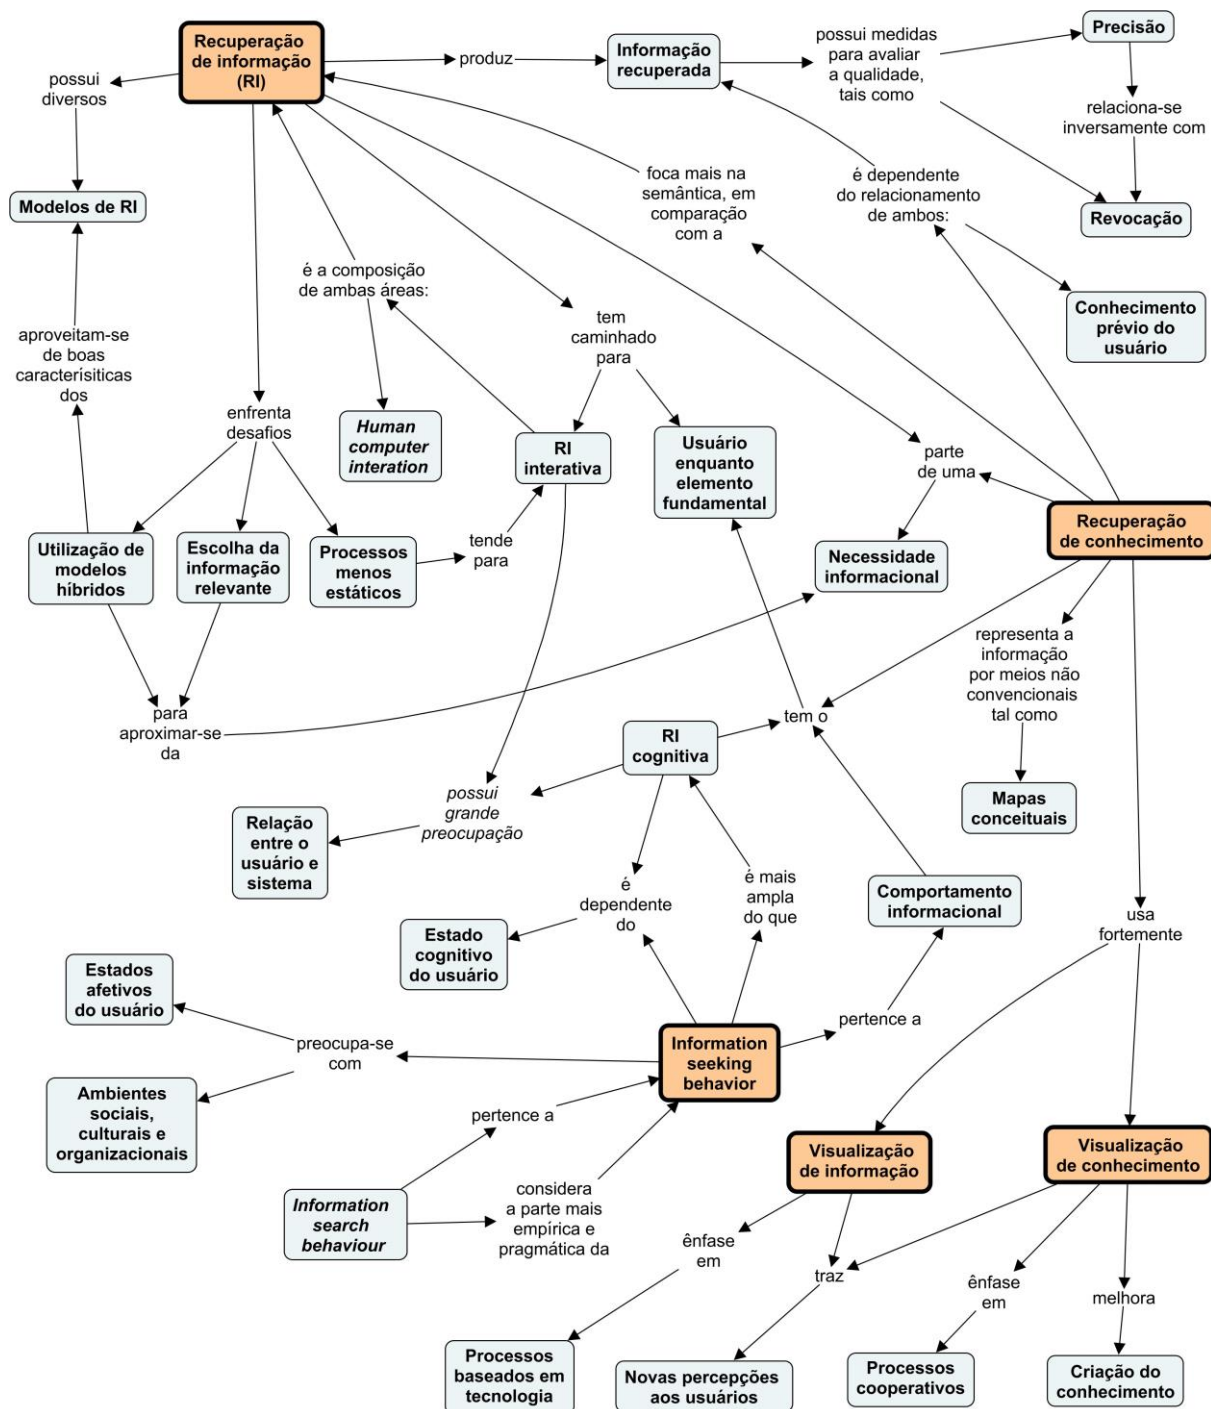 Recuperação
de informação
(RI)
produz
Informação
recuperada
possui medidas
para avaliar
a qualidade,
tais como
Precisão
possui
diversos
relaciona-se
inversamente com
foca mais na
semântica, em
comparação
com a
é dependente
do relacionamento
de ambos:
Modelos de RI
Revocação
é a composição
de ambas áreas:
Conhecimento
prévio do
usuário
tem
caminhado
para
aproveitam-se
de boas
caracterísiticas
dos
enfrenta
desafios
Human
computer
interation
RI
interativa
Usuário
enquanto
elemento
fundamental
parte
de uma
Recuperação
de conhecimento
Utilização de
modelos
híbridos
Escolha da
informação
relevante
Processos
menos
estáticos
tende
para
Necessidade
informacional
representa a
informação
por meios não
convencionais
tal como
para
aproximar-se
da
tem o
RI
cognitiva
possui
grande
preocupação
Mapas
conceituais
Relação
entre o
usuário e
sistema
é
dependente
do
é mais
ampla
do que
Comportamento
informacional
usa
fortemente
Estado
cognitivo
do usuário
Estados
afetivos
do usuário
pertence a
preocupa-se
com
Information
seeking
behavior
Ambientes
sociais,
culturais e
organizacionais
pertence a
Visualização
de informação
Visualização
de conhecimento
Information
search
behaviour
considera
a parte mais
empírica e
pragmática da
ênfase
em
traz
ênfase
em
melhora
Processos
baseados em
tecnologia
Novas percepções
aos usuários
Processos
cooperativos
Criação do
conhecimento